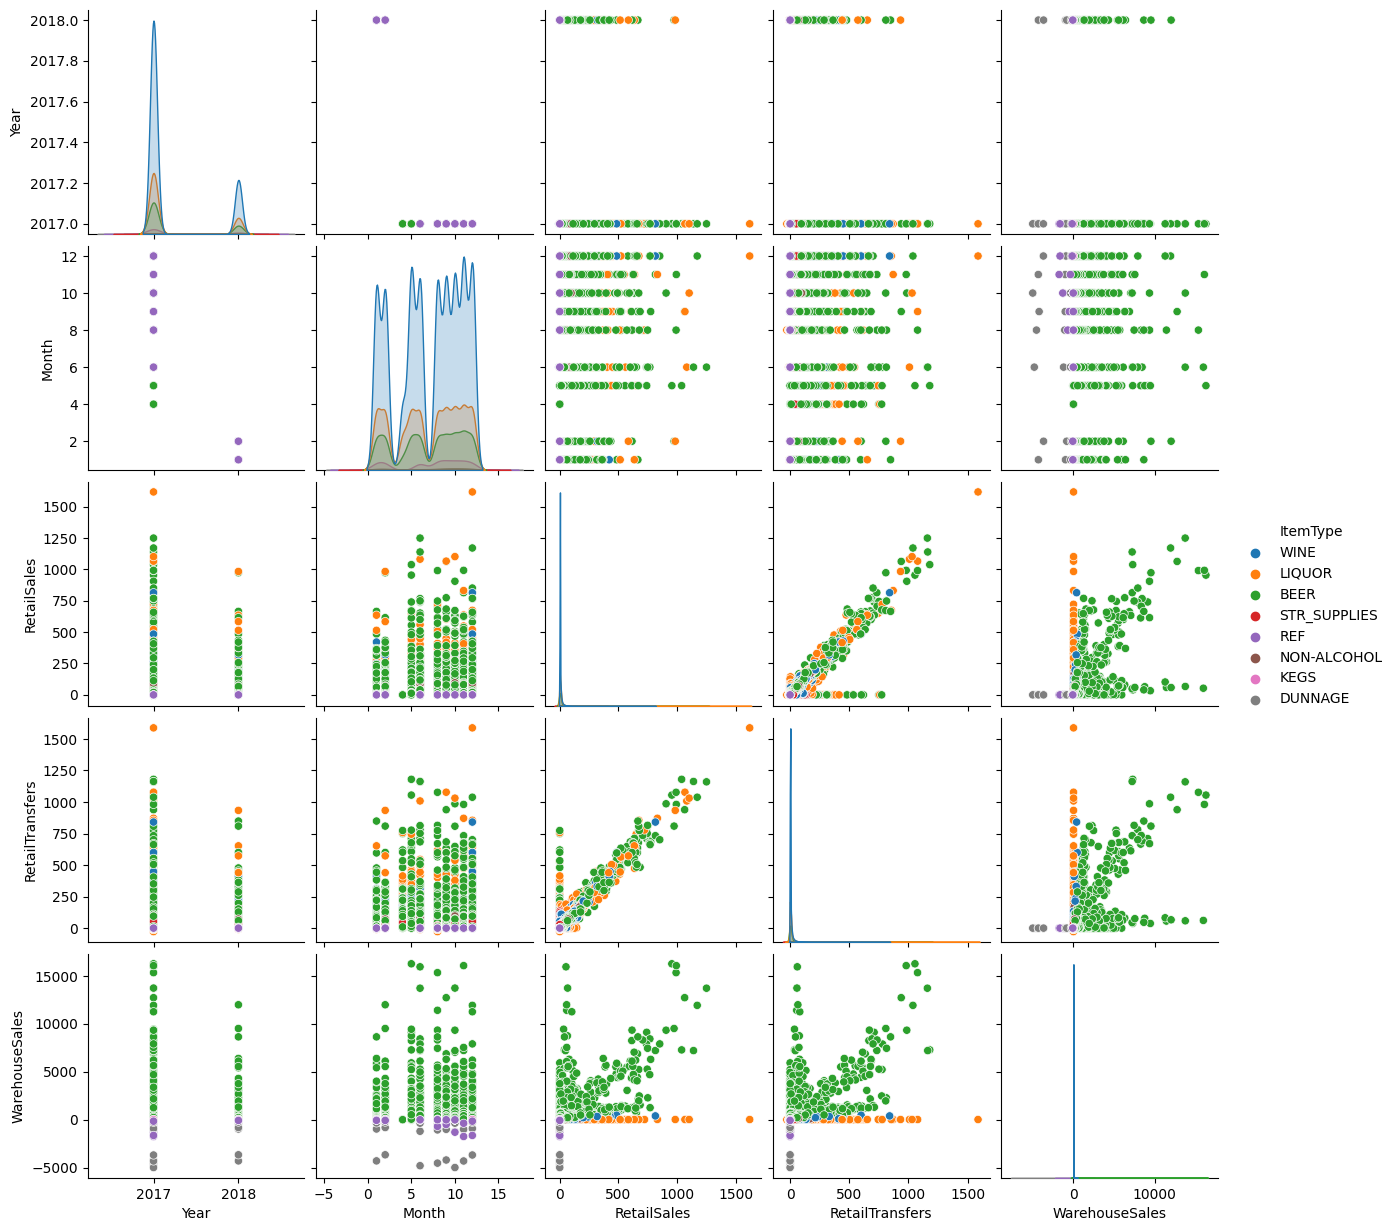 2018.0
2017.8
2017.6
2017.4
2017.2
2017.0
Year
12
10
8
6
4
2
Month
1500
1250
1000
750
500
250
0
RetailSales
ItemType
WINE
LIQUOR
BEER
STR_SUPPLIES
REF
NON-ALCOHOL
KEGS
DUNNAGE
1500
1250
1000
750
500
250
0
RetailTransfers
15000
10000
5000
0
−5000
WarehouseSales
2017 2018
−5 0 5 10 15
0 500 1000 1500
0 500 1000 1500
0 10000
Year
Month
RetailSales
RetailTransfers
WarehouseSales